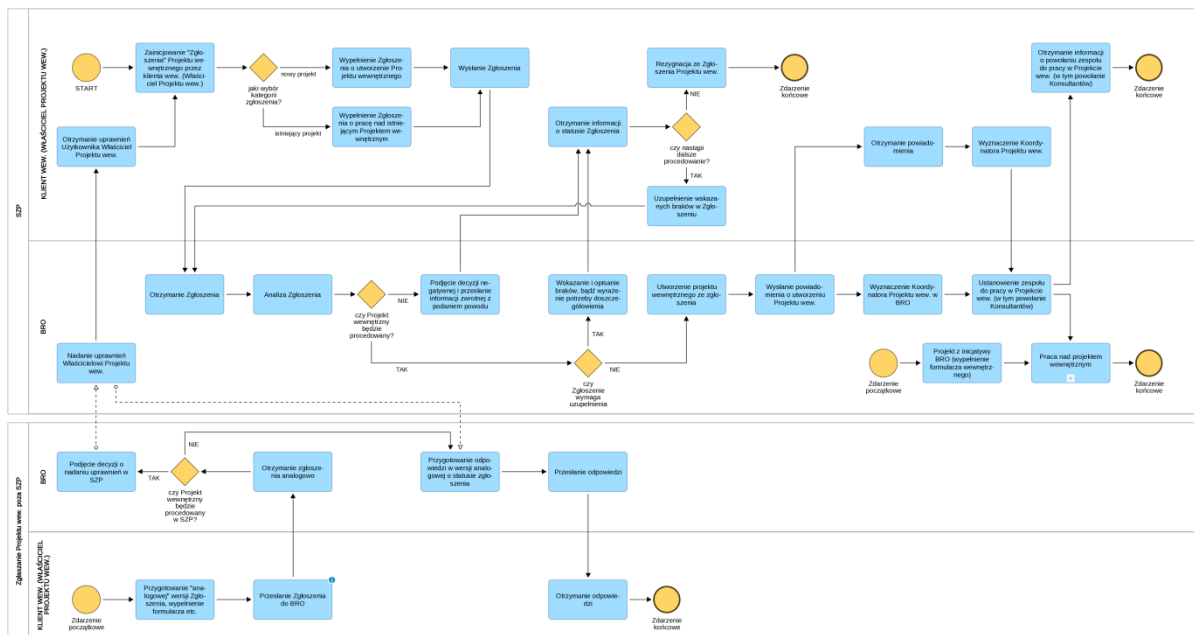 SZP
KLIENT WEW. (WŁAŚCICIEL PROJEKTU WEW.)
START
Zainicjowanie "Zgło-
szenia" Projektu we-
wnętrznego przez
klienta wew. (Właści-
ciel Projektu wew.)
jaki wybór
kategorii
zgłoszenia?
nowy projekt
istniejący projekt
Wypełnienie Zgłosze-
nia o utworzenie Pro-
jektu wewnętrznego
Wypełnienie Zgłosze-
nia o pracę nad istnie-
jącym Projektem we-
wnętrznym
Wysłanie Zgłoszenia
Otrzymanie uprawnień
Użytkownika Właściciel
Projektu wew.
Otrzymanie informacji
o statusie Zgłoszenia
Rezygnacja ze Zgło-
szenia Projektu wew.
Zdarzenie
końcowe
NIE
czy nastąpi
dalsze
procedowanie?
TAK
Uzupełnienie wskaza-
nych braków w Zgło-
szeniu
Otrzymanie powiado-
mienia
Wyznaczenie Koordy-
natora Projektu wew.
Otrzymanie informacji
o powołaniu zespołu
do pracy w Projekcie
wew. (w tym powołanie
Konsultantów)
Zdarzenie
końcowe
BRO
Otrzymanie Zgłoszenia
Analiza Zgłoszenia
czy Projekt
wewnętrzny
będzie
procedowany?
NIE
TAK
Podjęcie decyzji ne-
gatywnej i przesłanie
informacji zwrotnej z
podaniem powodu
Wskazanie i opisanie
braków, bądź wyraże-
nie potrzeby doszcze-
gółowienia
TAK
NIE
czy
Zgłoszenie
wymaga
uzupełnienia
Utworzenie projektu
wewnętrznego ze zgło-
szenia
Wysłanie powiado-
mienia o utworzeniu
Projektu wew.
Wyznaczenie Koordy-
natora Projektu wew. w
BRO
Ustanowienie zespołu
do pracy w Projekcie
wew. (w tym powołanie
Konsultantów)
Nadanie uprawnień
Właścicielowi Projektu
wew.
Zdarzenie
początkowe
Projekt z inicjatywy
BRO (wypełnienie
formularza wewnętrz-
nego)
Praca nad projektem
wewnętrznym
Zdarzenie
końcowe
Zgłaszanie Projektu wew. poza SZP
BRO
Podjęcie decyzji o
nadaniu uprawnień w
SZP
TAK
NIE
czy Projekt
wewnętrzny
będzie
procedowany
w SZP?
Otrzymanie zgłosze-
nia analogowo
Przygotowanie odpo-
wiedzi w wersji analo-
gowej o statusie zgło-
szenia
Przesłanie odpowiedzi
KLIENT WEW. (WŁAŚCICIEL
PROJEKTU WEW.)
Zdarzenie
początkowe
Przygotowanie "ana-
logowej" wersji Zgło-
szenia, wypełnienie
formularza etc.
Przesłanie Zgłoszenia
do BRO
Otrzymanie odpowie-
dzi
Zdarzenie
końcowe